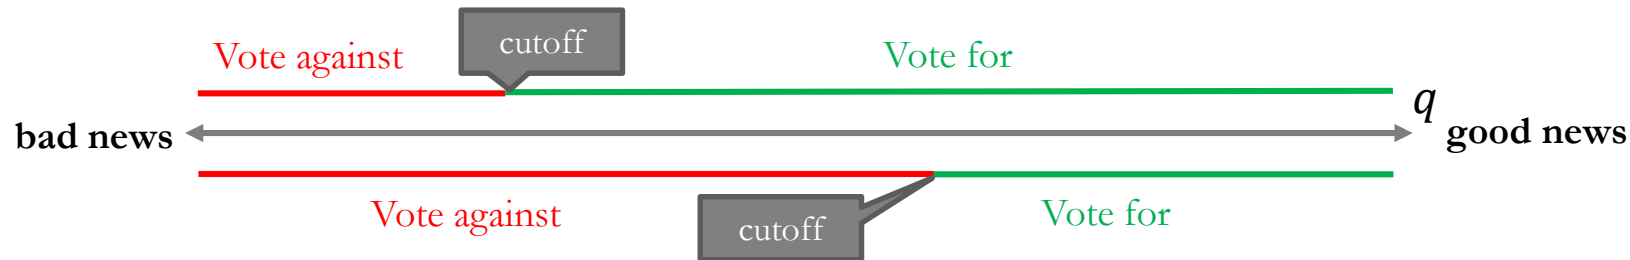 Vote against
cutoff
Vote for
q
bad news
good news
Vote against
cutoff
Vote for